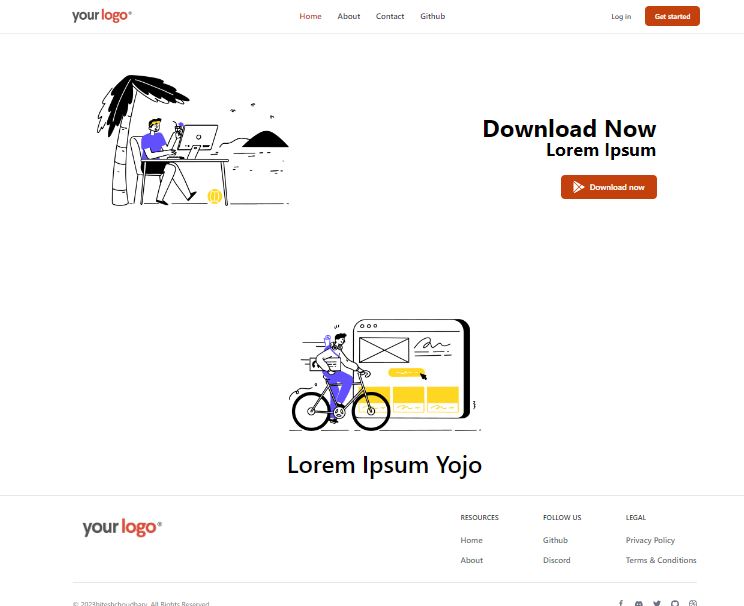 your logo®
Home About Contact Github
Log in Get started
Download Now
Lorem Ipsum
Download now
Lorem Ipsum Yojo
your logo®
RESOURCES FOLLOW US LEGAL
Home Github Privacy Policy
About Discord Terms & Conditions
© 2023hiteshchoudhary. All Rights Reserved.